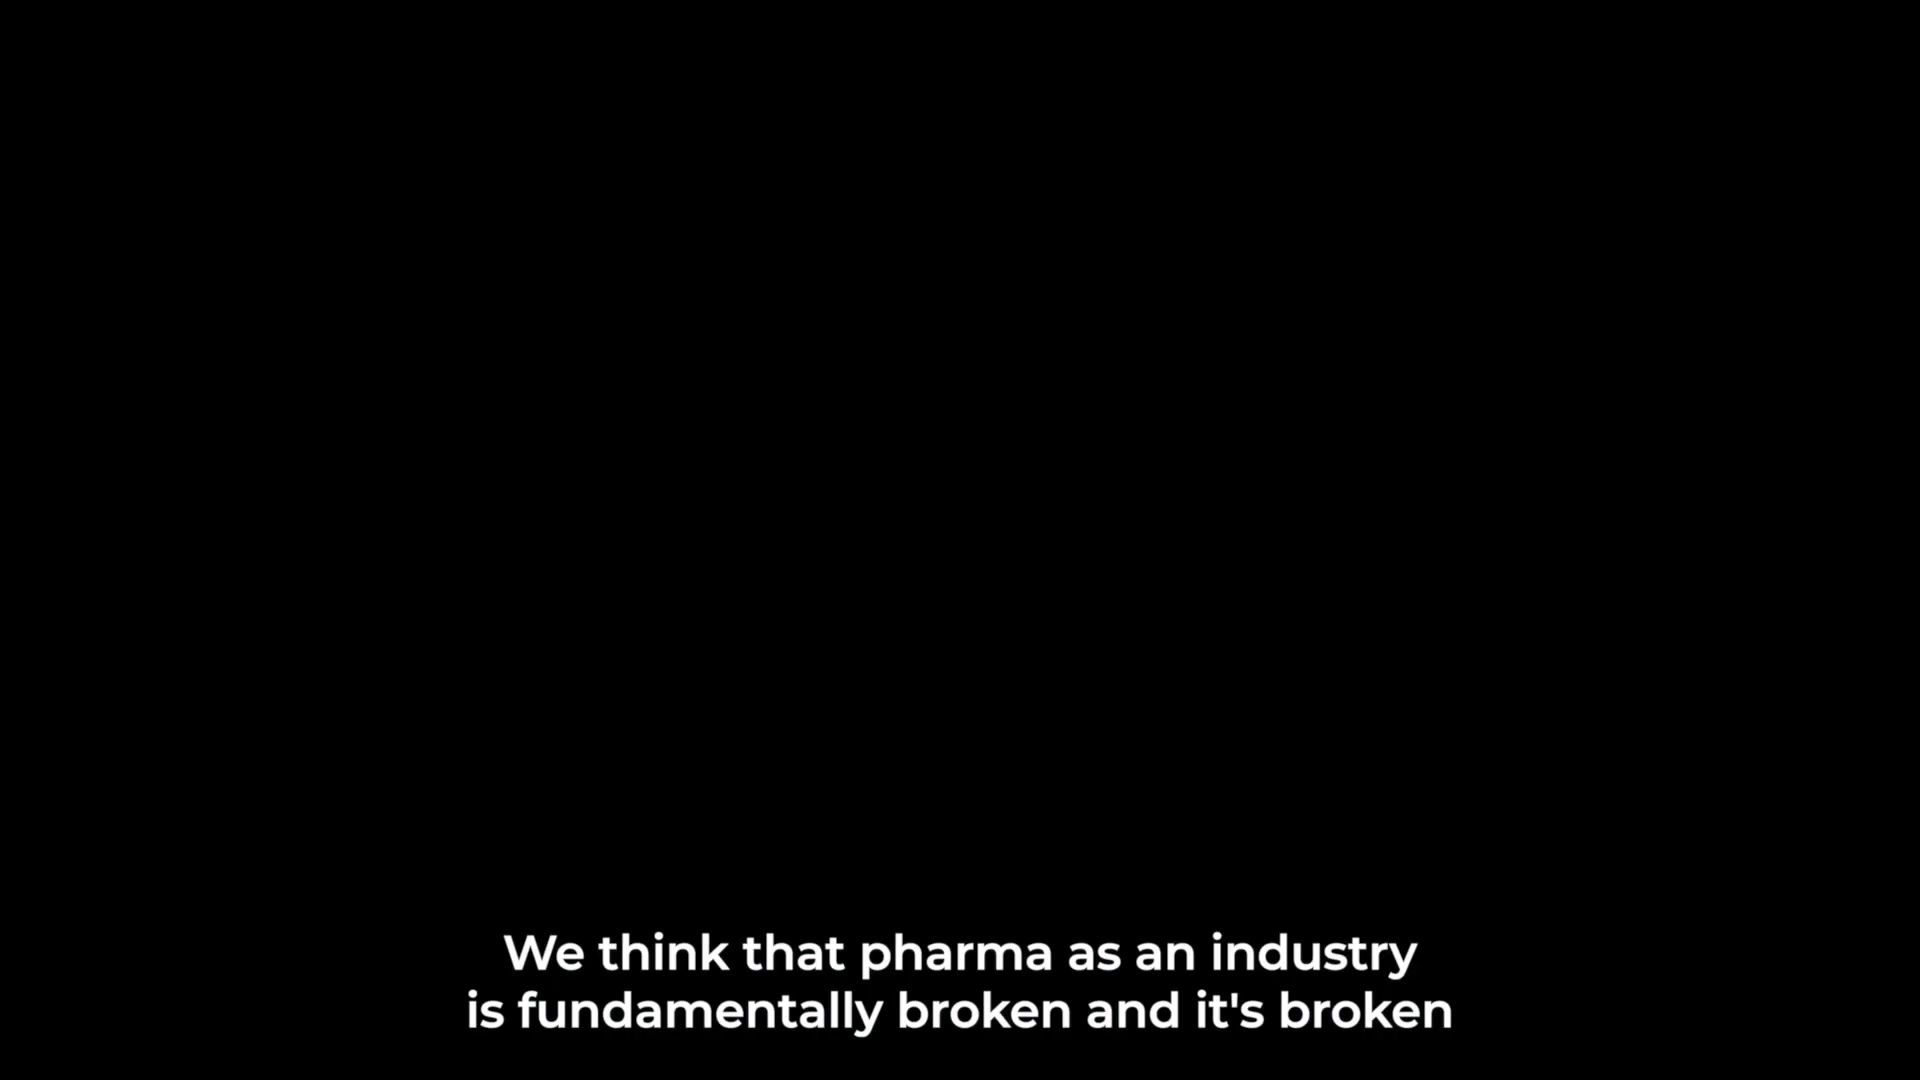 We think that pharma as an industry
is fundamentally broken and it's broken